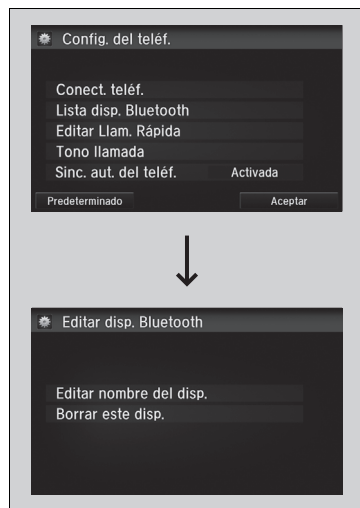 Config. del teléf.
Conect. teléf.
Lista disp. Bluetooth
Editar Llam. Rápida
Tono llamada
Sinc. aut. del teléf. Activada
Predeterminado Aceptar
Editar disp. Bluetooth
Editar nombre del disp.
Borrar este disp.